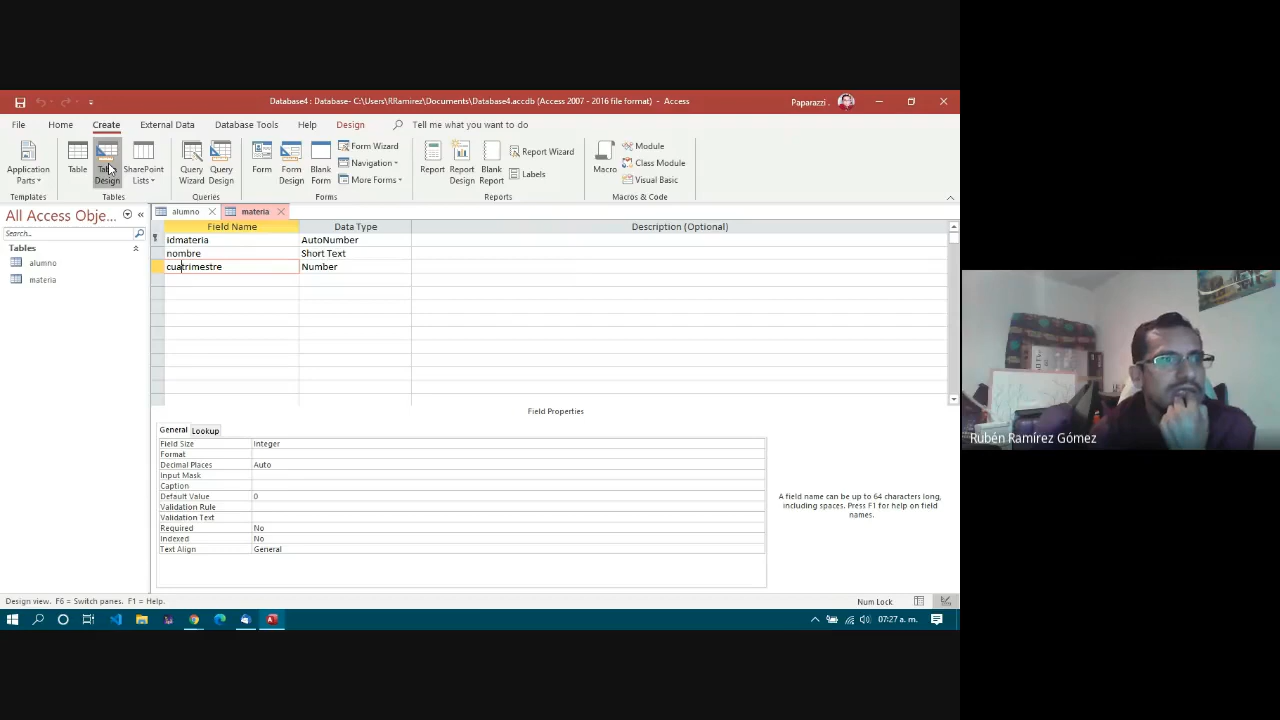 Database4 : Database- C:\Users\RRamirez\Documents\Database4.accdb (Access 2007 - 2016 file format) - Access
Paparazzi .
File Home Create External Data Database Tools Help Design Tell me what you want to do
Application Parts
Table
Table Design
SharePoint Lists
Query Wizard
Query Design
Form
Form Design
Blank Form
Form Wizard
Navigation
More Forms
Report
Report Design
Blank Report
Report Wizard
Labels
Macro
Module
Class Module
Visual Basic
Templates Tables Queries Forms Reports Macros & Code
All Access Obje...
Search...
Tables
alumno
materia
alumno materia
Field Name Data Type Description (Optional)
idmateria AutoNumber
nombre Short Text
cuatrimestre Number
Field Properties
General Lookup
Field Size Integer
Format
Decimal Places Auto
Input Mask
Caption
Default Value 0
Validation Rule
Validation Text
Required No
Indexed No
Text Align General
A field name can be up to 64 characters long,
including spaces. Press F1 for help on field
names.
Design view. F6 = Switch panes. F1 = Help.
Num Lock
07:27 a. m.
Rubén Ramírez Gómez